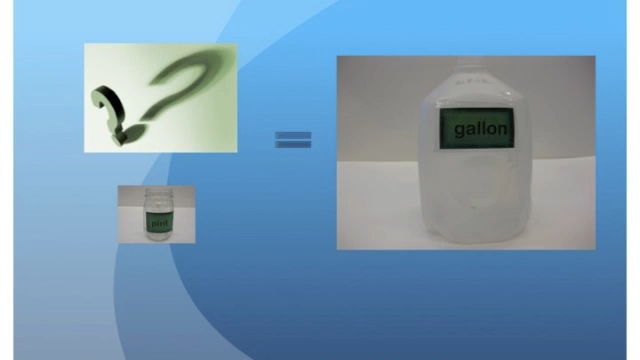 =
gallon
pint